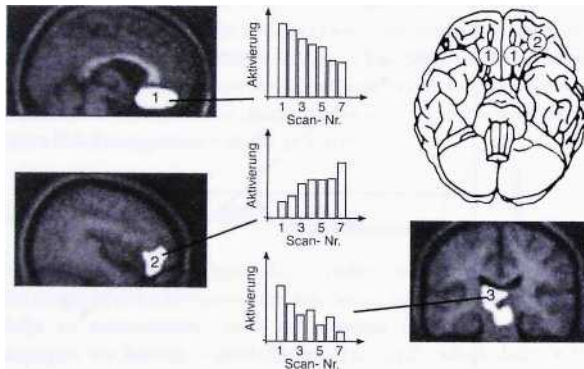 Aktivierung
1 3 5 7
Scan- Nr.
1
1 1 2
Aktivierung
1 3 5 7
Scan- Nr.
2
Aktivierung
1 3 5 7
Scan- Nr.
3